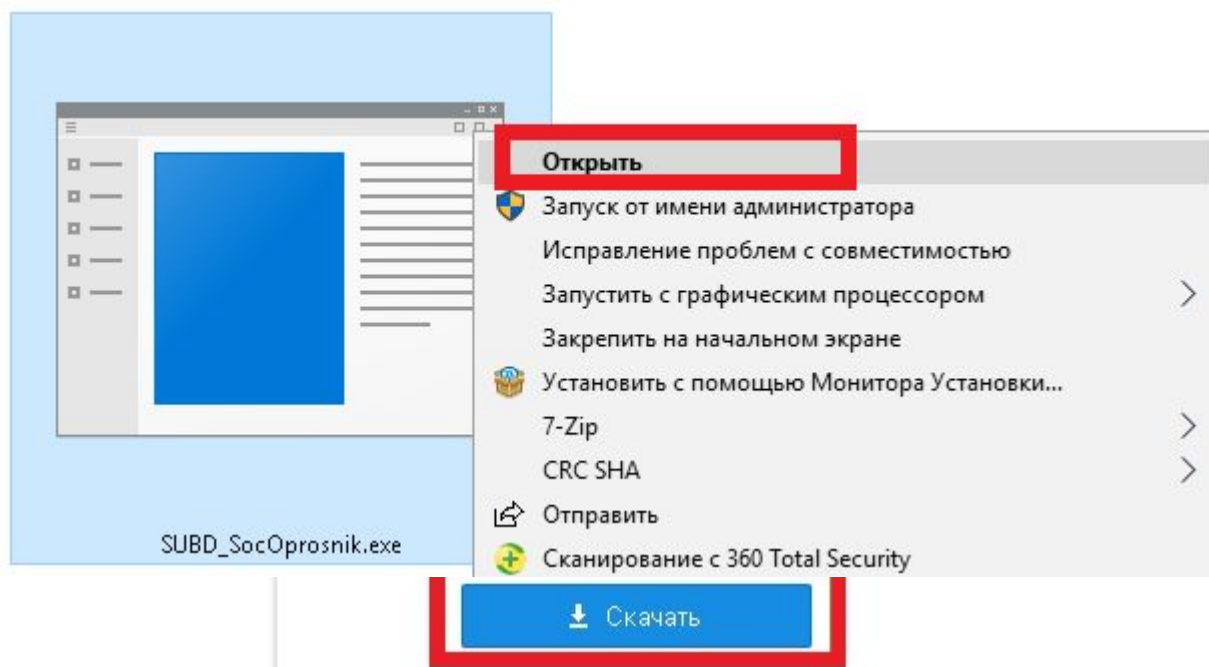 Открыть
Запуск от имени администратора
Исправление проблем с совместимостью
Запустить с графическим процессором
Закрепить на начальном экране
Установить с помощью Монитора Установки...
7-Zip
CRC SHA
Отправить
SUBD_SocOprosnik.exe
Сканирование с 360 Total Security
Скачать